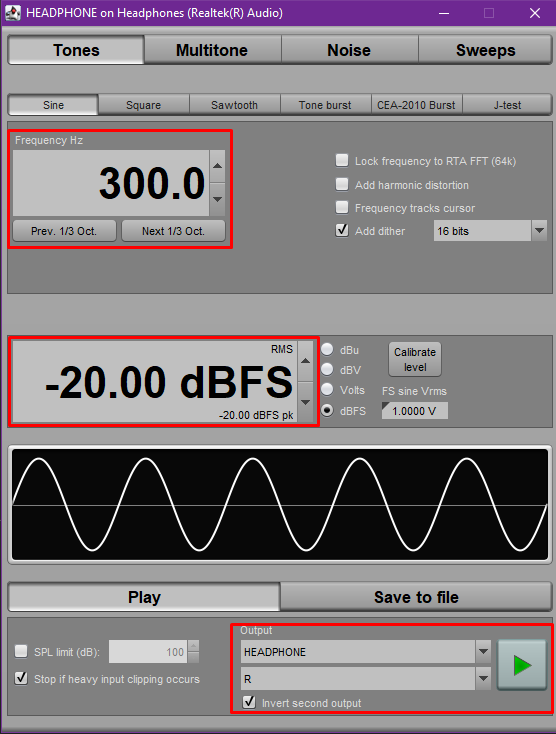 HEADPHONE on Headphones (Realtek(R) Audio)
Tones Multitone Noise Sweeps
Sine Square Sawtooth Tone burst CEA-2010 Burst J-test
Frequency Hz
300.0
Prev. 1/3 Oct. Next 1/3 Oct.
Lock frequency to RTA FFT (64k)
Add harmonic distortion
Frequency tracks cursor
Add dither 16 bits
RMS
-20.00 dBFS
-20.00 dBFS pk
dBu
dBV
Volts
dBFS
Calibrate
level
FS sine Vrms
1.0000 V
Play Save to file
SPL limit (dB): 100
Stop if heavy input clipping occurs
Output
HEADPHONE
R
Invert second output